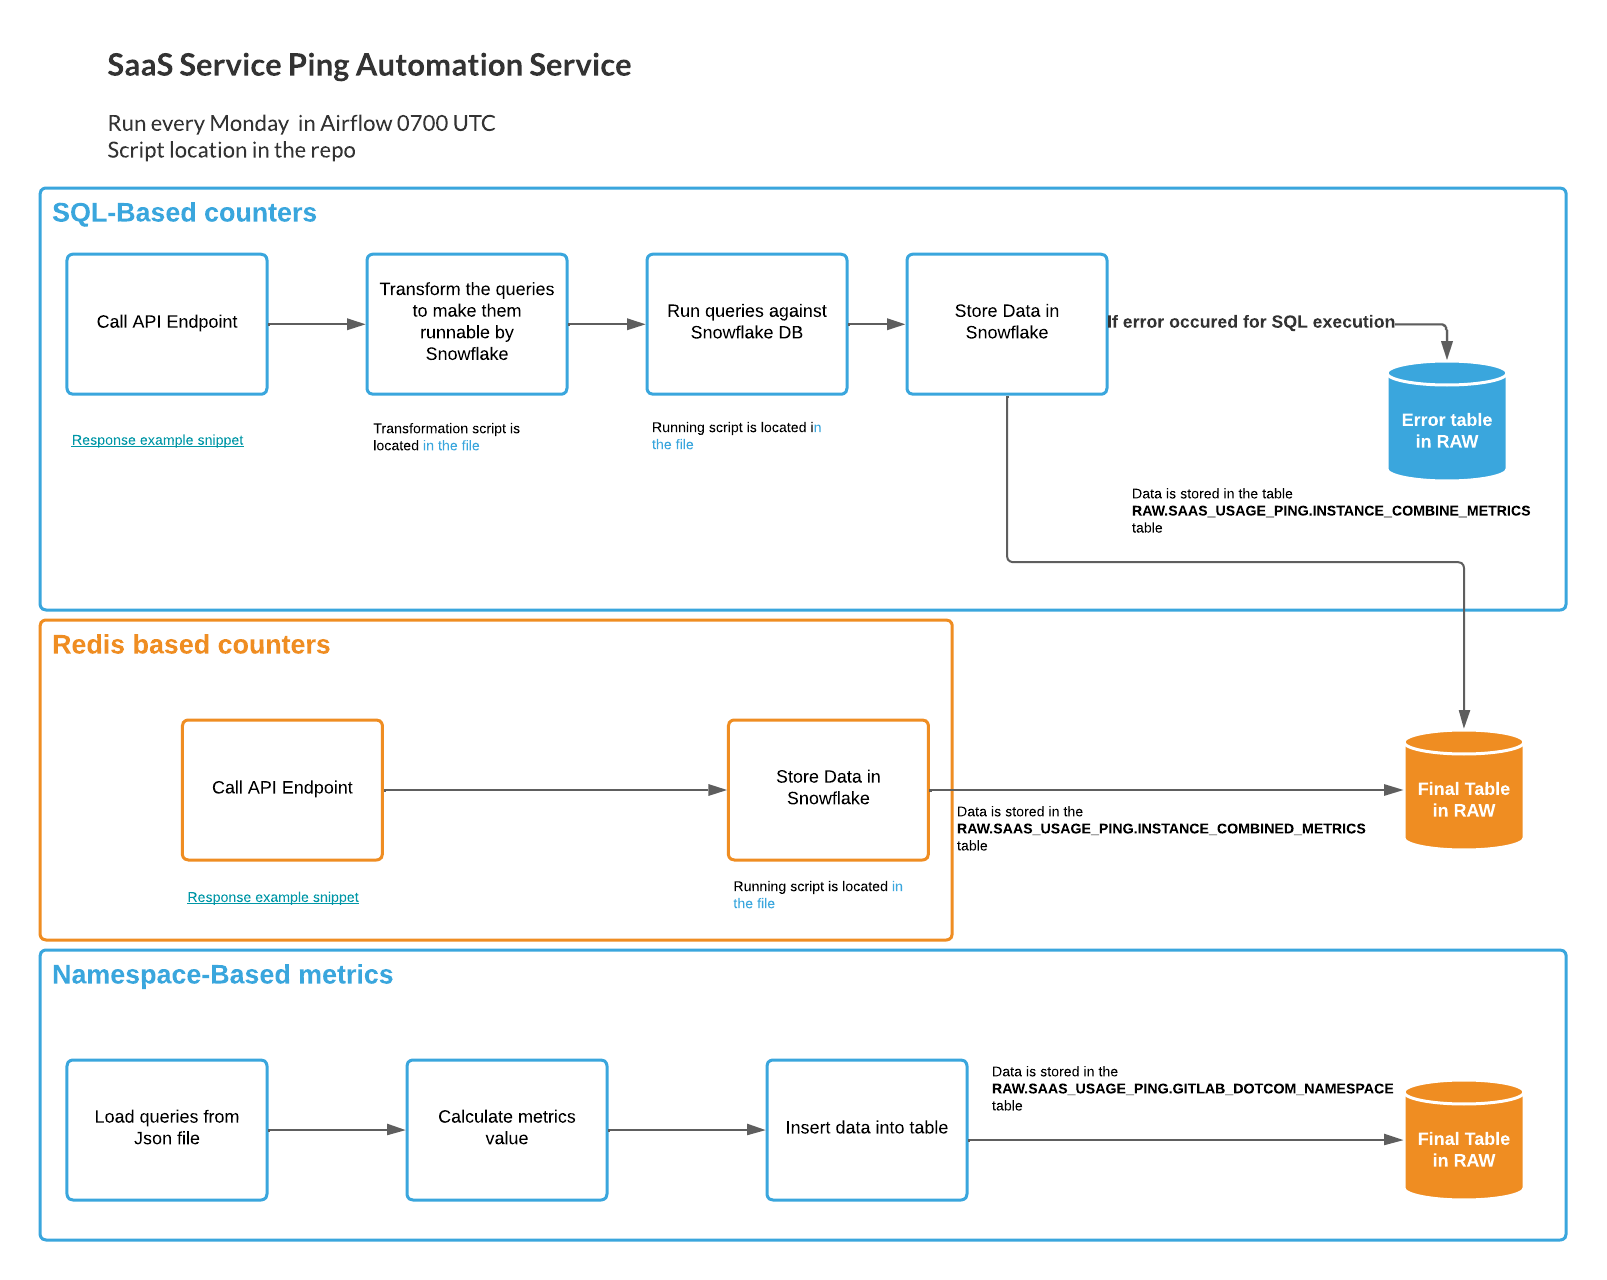 SaaS Service Ping Automation Service
Run every Monday  in Airflow 0700 UTC
Script location in the repo
SQL-Based counters
Call API Endpoint
Transform the queries
to make them
runnable by
Snowflake
Run queries against
Snowflake DB
Store Data in
Snowflake
If error occured for SQL execution
Error table
in RAW
Response example snippet
Transformation script is
located in the file
Running script is located in
the file
Data is stored in the table
RAW.SAAS_USAGE_PING.INSTANCE_COMBINE_METRICS
table
Redis based counters
Call API Endpoint
Store Data in
Snowflake
Final Table
in RAW
Data is stored in the
RAW.SAAS_USAGE_PING.INSTANCE_COMBINED_METRICS
table
Response example snippet
Running script is located in
the file
Namespace-Based metrics
Load queries from
Json file
Calculate metrics
value
Insert data into table
Data is stored in the
RAW.SAAS_USAGE_PING.GITLAB_DOTCOM_NAMESPACE
table
Final Table
in RAW